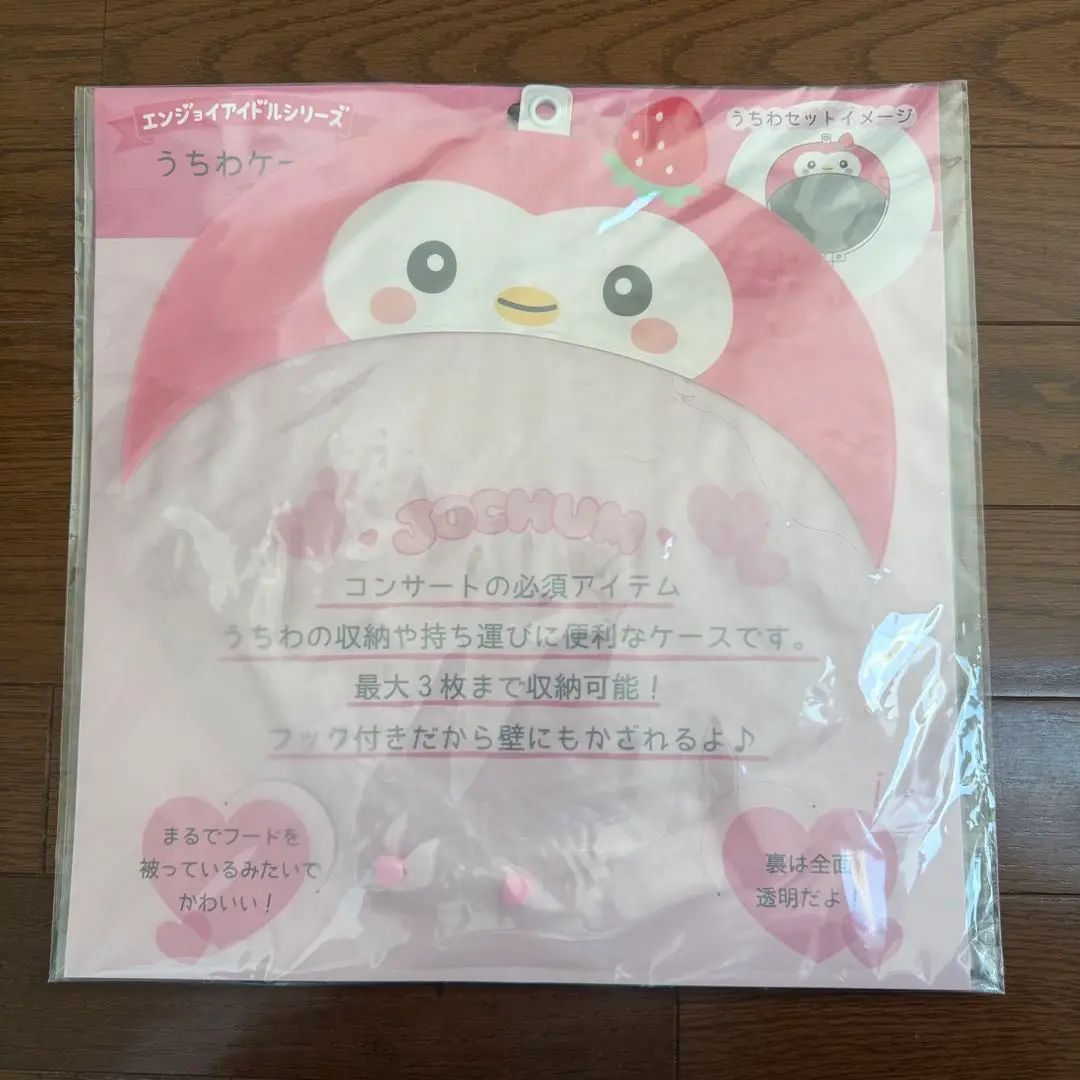 エンジョイアイドルシリーズ
うちわケー
うちわセットイメージ
JOCHUM
コンサートの必須アイテム
うちわの収納や持ち運びに便利なケースです。
最大3枚まで収納可能！
フック付きだから壁にもかざれるよ♪
まるでフードを
被っているみたいで
かわいい！
裏は全面
透明だよ！